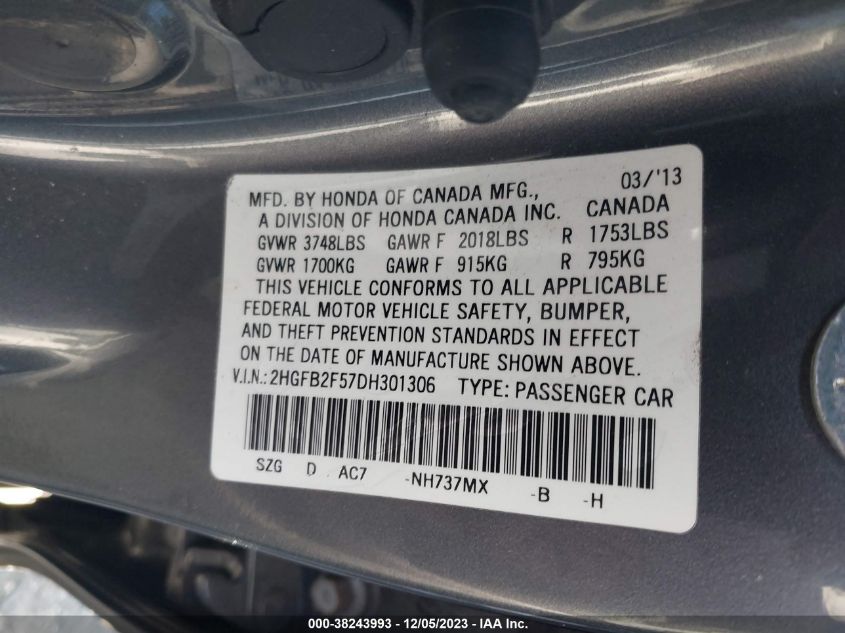 MFD. BY HONDA OF CANADA MFG., 03/'13
A DIVISION OF HONDA CANADA INC. CANADA
GVWR 3748LBS GAWR F 2018LBS R 1753LBS
GVWR 1700KG GAWR F 915KG R 795KG
THIS VEHICLE CONFORMS TO ALL APPLICABLE
FEDERAL MOTOR VEHICLE SAFETY, BUMPER,
AND THEFT PREVENTION STANDARDS IN EFFECT
ON THE DATE OF MANUFACTURE SHOWN ABOVE.
V.I.N.: 2HGFB2F57DH301306 TYPE: PASSENGER CAR
SZG D AC7 -NH737MX -B -H
000-38243993 - 12/05/2023 - IAAI Inc.